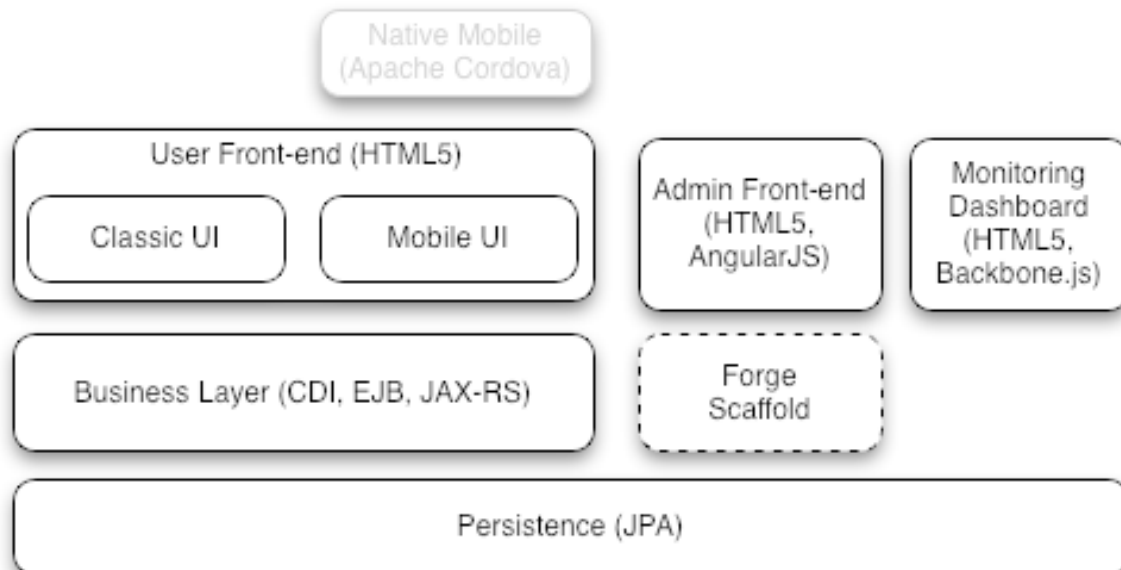 Native Mobile
(Apache Cordova)
User Front-end (HTML5)
Classic UI
Mobile UI
Admin Front-end
(HTML5,
AngularJS)
Monitoring
Dashboard
(HTML5,
Backbone.js)
Business Layer (CDI, EJB, JAX-RS)
Forge
Scaffold
Persistence (JPA)